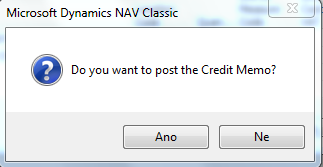 Microsoft Dynamics NAV Classic
Do you want to post the Credit Memo?
Ano
Ne